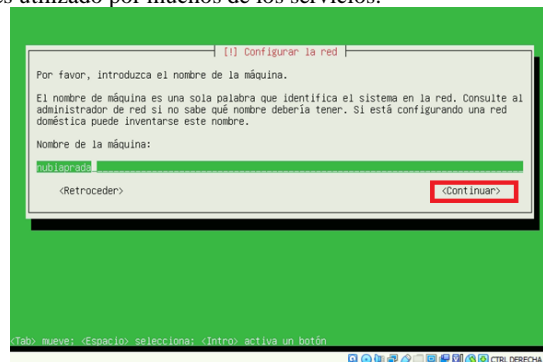 es utilizado por muchos de los servicios.
[!] Configurar la red
Por favor, introduzca el nombre de la máquina.
El nombre de máquina es una sola palabra que identifica el sistema en la red. Consulte al
administrador de red si no sabe qué nombre debería tener. Si está configurando una red
doméstica puede inventarse este nombre.
Nombre de la máquina:
nubiaprada
<Retroceder>
<Continuar>
<Tab> mueve; <Espacio> selecciona; <Intro> activa un botón
CTRL DERECHA